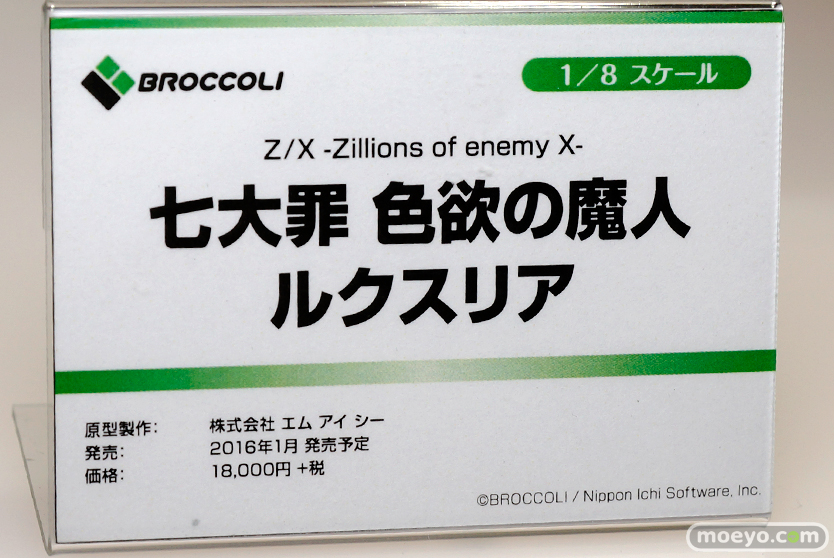 BROCCOLI
1/8 スケール
Z/X -Zillions of enemy X-
七大罪 色欲の魔人
ルクスリア
原型製作: 株式会社 エム アイ シー
発売: 2016年1月 発売予定
価格: 18,000円 +税
©BROCCOLI / Nippon Ichi Software, Inc.
moeyo.com